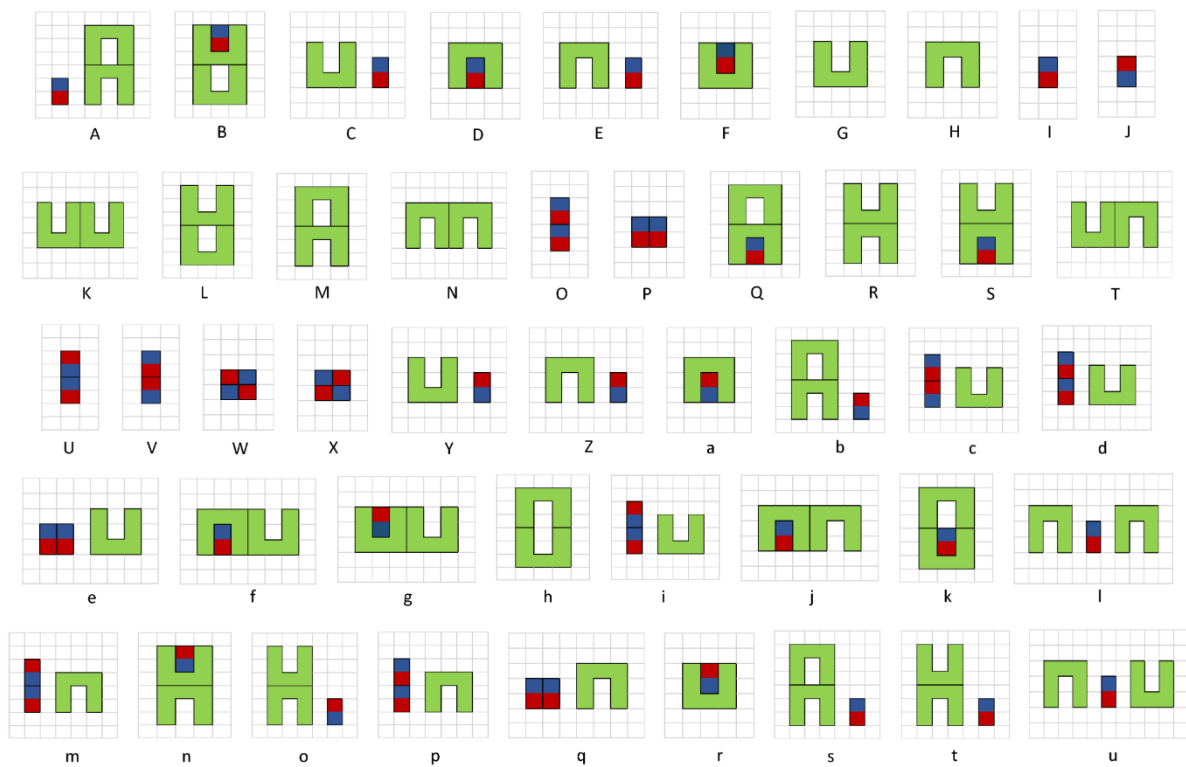 A B C D E F G H I J
K L M N O P Q R S T
U V W X Y Z a b c d
e f g h i j k l
m n o p q r s t u